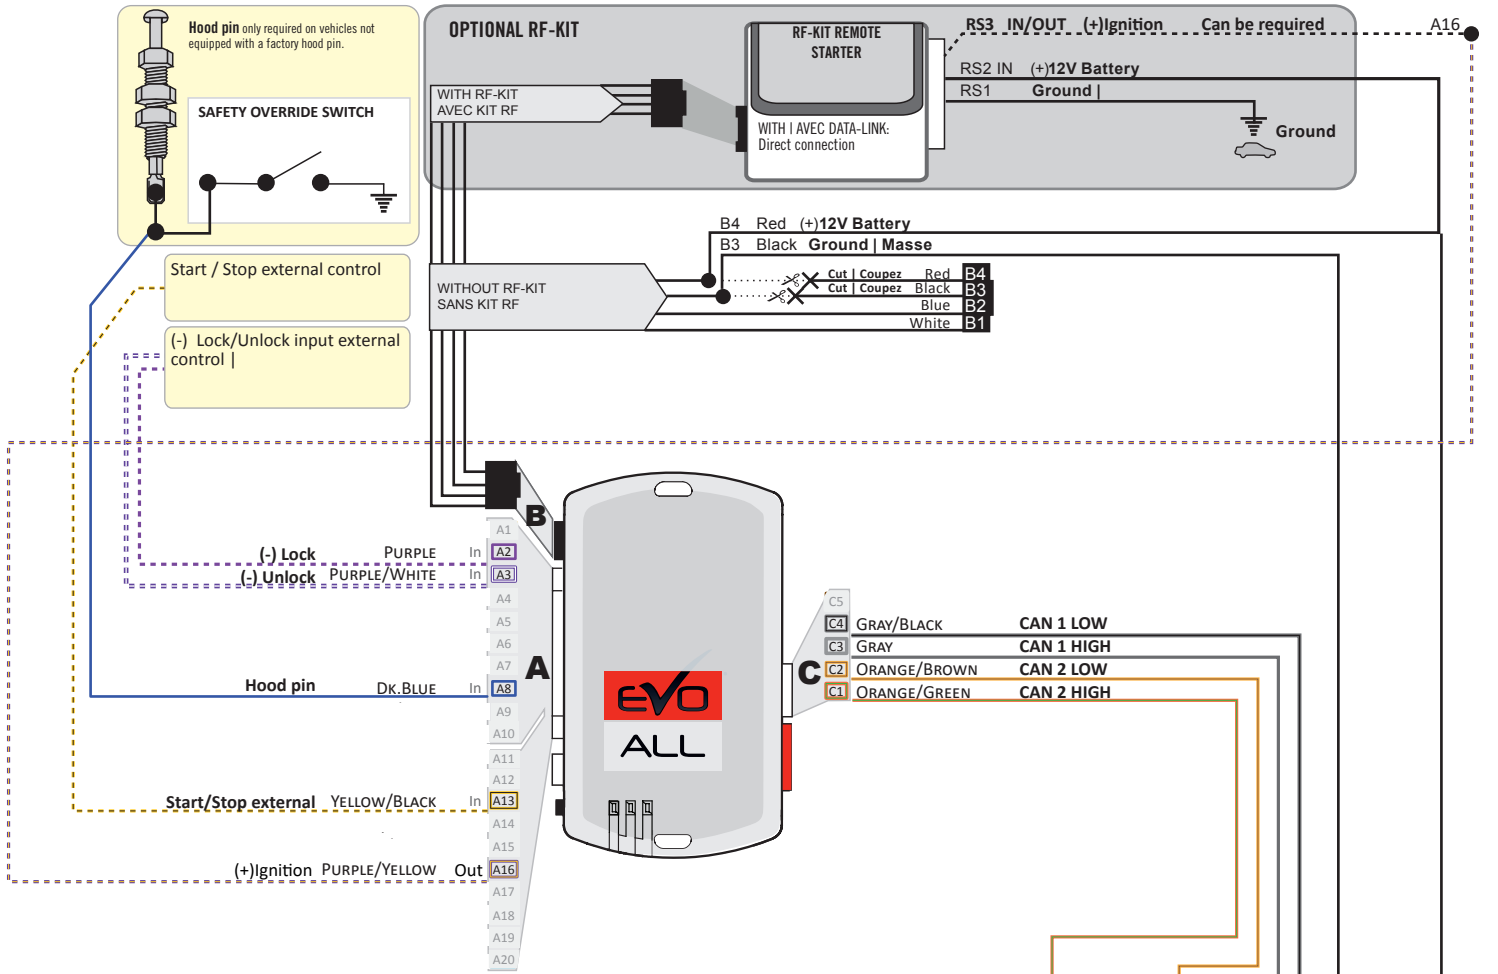 Hood pin only required on vehicles not
equipped with a factory hood pin.
SAFETY OVERRIDE SWITCH
OPTIONAL RF-KIT
WITH RF-KIT
AVEC KIT RF
RF-KIT REMOTE
STARTER
WITH | AVEC DATA-LINK:
Direct connection
RS3 IN/OUT (+)Ignition Can be required A16
RS2 IN (+)12V Battery
RS1 Ground |
Ground
Start / Stop external control
(-) Lock/Unlock input external
control |
B4 Red (+)12V Battery
B3 Black Ground | Masse
WITHOUT RF-KIT
SANS KIT RF
Cut | Coupez Red B4
Cut | Coupez Black B3
Blue B2
White B1
B
A1
(-) Lock PURPLE In A2
(-) Unlock PURPLE/WHITE In A3
A4
A5
A6
A7
A
Hood pin DK.BLUE In A8
A9
A10
A11
A12
Start/Stop external YELLOW/BLACK In A13
A14
A15
(+)Ignition PURPLE/YELLOW Out A16
A17
A18
A19
A20
EVO
ALL
C
C5
C4 GRAY/BLACK CAN 1 LOW
C3 GRAY CAN 1 HIGH
C2 ORANGE/BROWN CAN 2 LOW
C1 ORANGE/GREEN CAN 2 HIGH